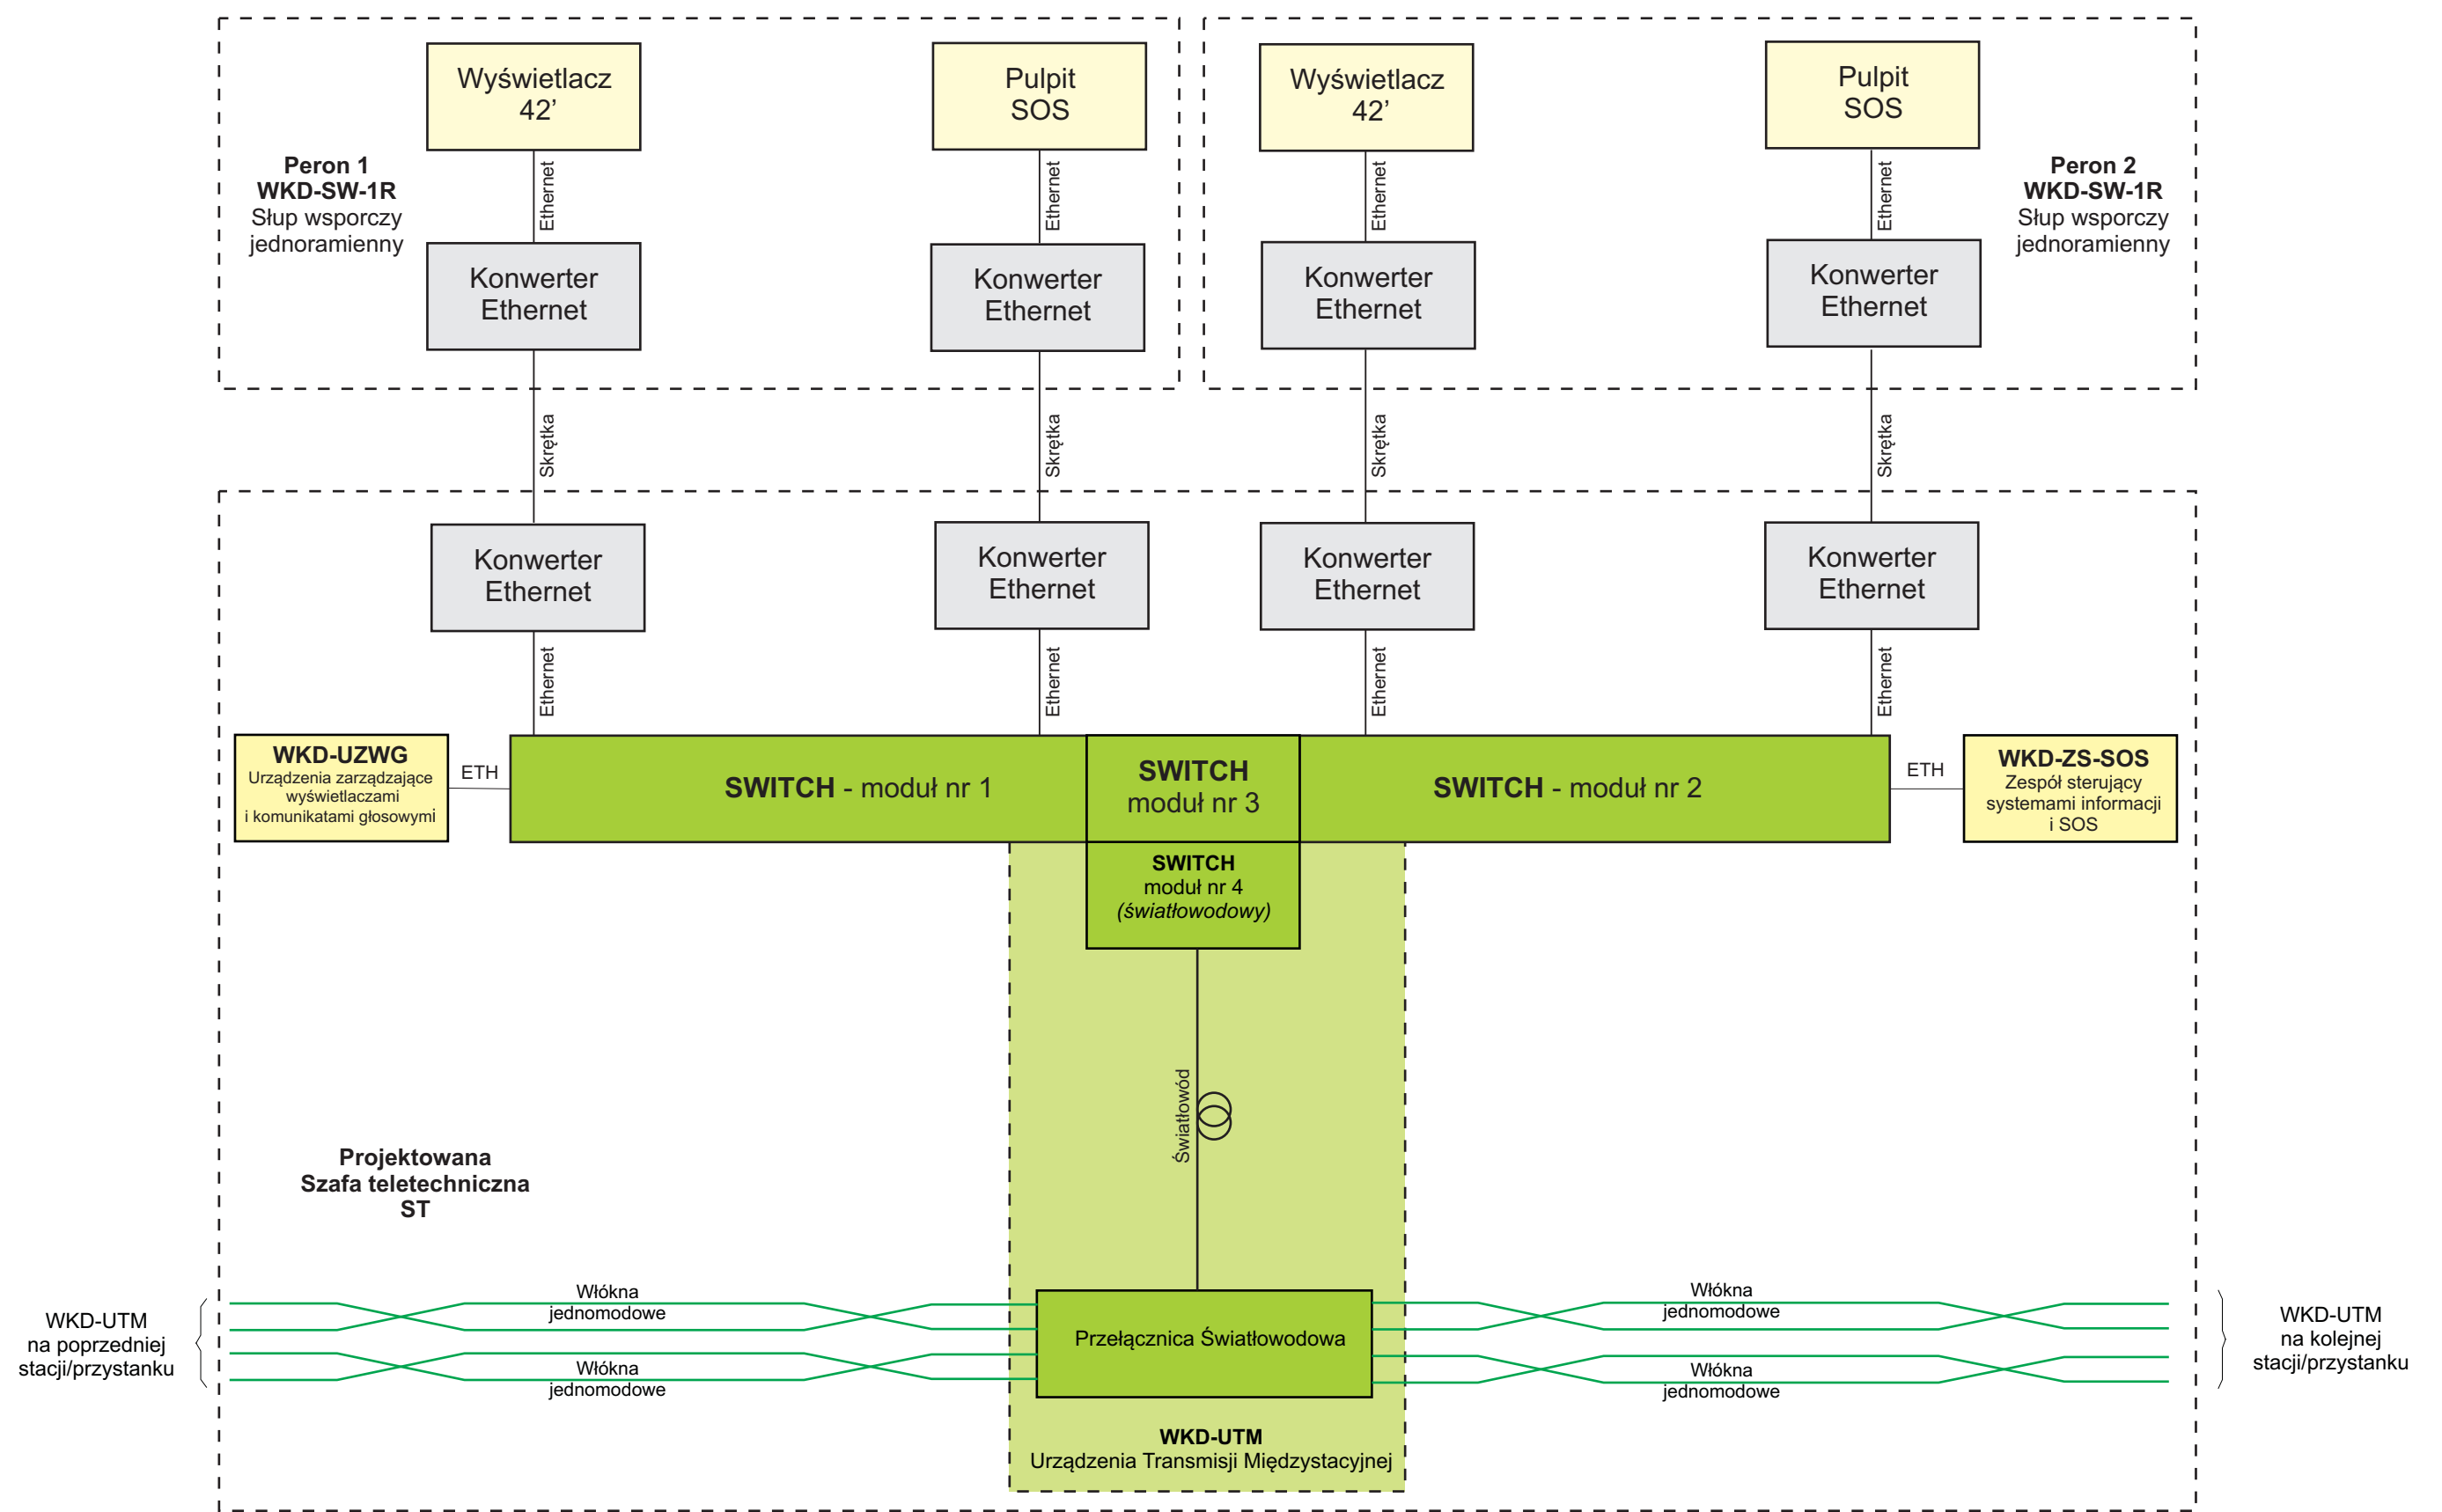 Wyświetlacz
42’
Pulpit
SOS
Wyświetlacz
42’
Pulpit
SOS
Peron 1
WKD-SW-1R
Słup wsporczy
jednoramienny
Ethernet
Ethernet
Ethernet
Ethernet
Peron 2
WKD-SW-1R
Słup wsporczy
jednoramienny
Konwerter
Ethernet
Konwerter
Ethernet
Konwerter
Ethernet
Konwerter
Ethernet
Skrętka
Skrętka
Skrętka
Skrętka
Konwerter
Ethernet
Konwerter
Ethernet
Konwerter
Ethernet
Konwerter
Ethernet
Ethernet
Ethernet
Ethernet
Ethernet
WKD-UZWG
Urządzenia zarządzające
wyświetlaczami
i komunikatami głosowymi
ETH
SWITCH - moduł nr 1
SWITCH
moduł nr 3
SWITCH - moduł nr 2
ETH
WKD-ZS-SOS
Zespół sterujący
systemami informacji
i SOS
SWITCH
moduł nr 4
(światłowodowy)
Światłowód
Projektowana
Szafa teletechniczna
ST
WKD-UTM
na poprzedniej
stacji/przystanku
Włókna
jednomodowe
Włókna
jednomodowe
Przełącznica Światłowodowa
Włókna
jednomodowe
Włókna
jednomodowe
WKD-UTM
na kolejnej
stacji/przystanku
WKD-UTM
Urządzenia Transmisji Międzystacyjnej